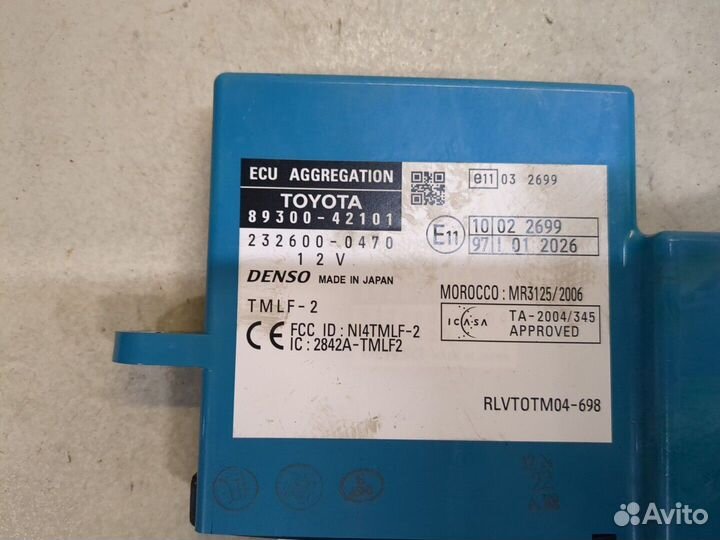 ECU AGGREGATION
TOYOTA
89300-42101
232600-0470
12V
DENSO MADE IN JAPAN
TMLF-2
CE FCC ID : NI4TMLF-2
IC : 2842A-TMLF2
e11 03 2699
E11 10 02 2699
97 I 01 2026
MOROCCO : MR3125/2006
ICASA TA-2004/345
APPROVED
RLVTOTM04-698
Avito